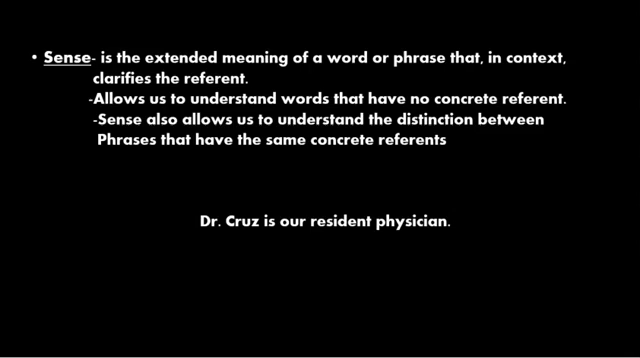 • Sense- is the extended meaning of a word or phrase that, in context,
clarifies the referent.
-Allows us to understand words that have no concrete referent.
-Sense also allows us to understand the distinction between
Phrases that have the same concrete referents
Dr. Cruz is our resident physician.